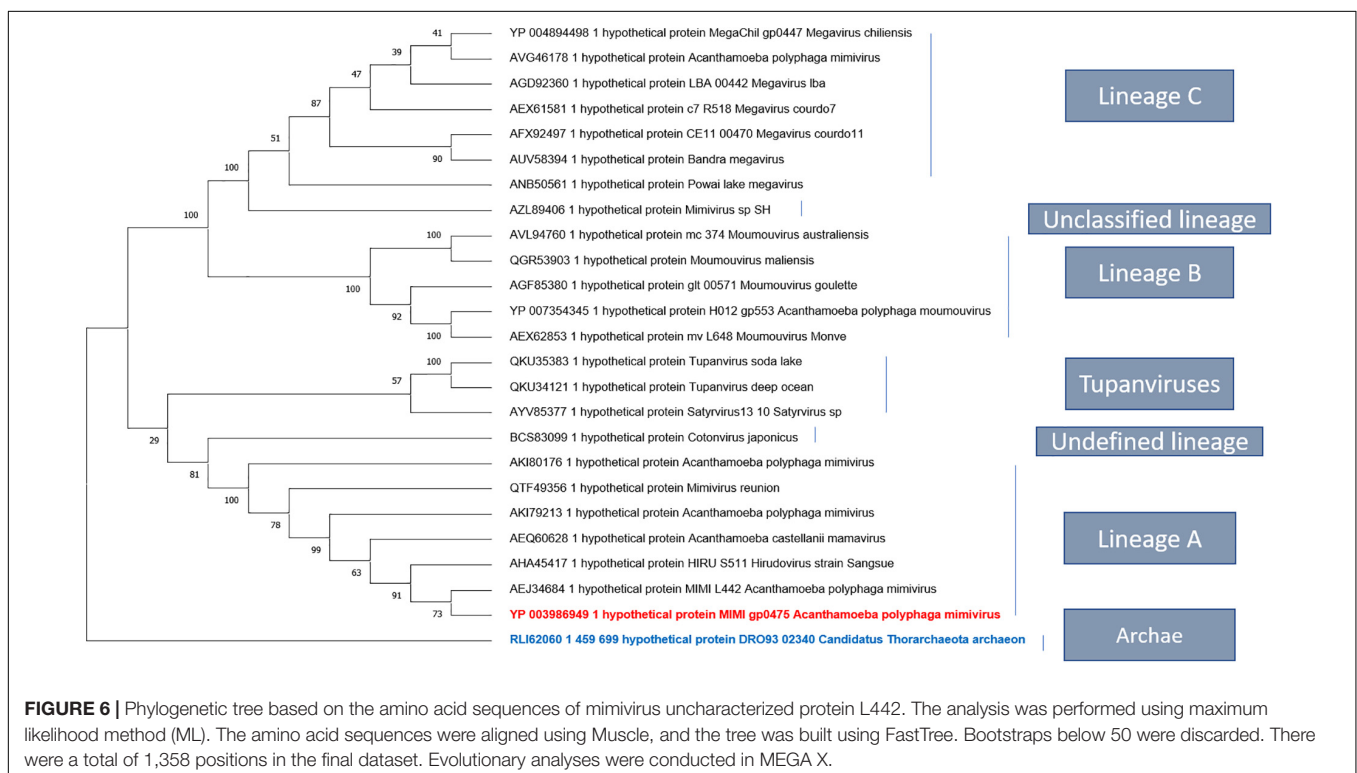 YP 004894498 1 hypothetical protein MegaChil gp0447 Megavirus chiliensis
41
AVG46178 1 hypothetical protein Acanthamoeba polyphaga mimivirus
39
AGD92360 1 hypothetical protein LBA 00442 Megavirus lba
47
Lineage C
AEX61581 1 hypothetical protein c7 R518 Megavirus courdo7
87
AFX92497 1 hypothetical protein CE11 00470 Megavirus courdo11
51
AUV58394 1 hypothetical protein Bandra megavirus
90
100
ANB50561 1 hypothetical protein Powai lake megavirus
AZL89406 1 hypothetical protein Mimivirus sp SH
Unclassified lineage
100
AVL94760 1 hypothetical protein mc 374 Moumouvirus australiensis
100
QGR53903 1 hypothetical protein Moumouvirus maliensis
Lineage B
100
AGF85380 1 hypothetical protein glt 00571 Moumouvirus goulette
YP 007354345 1 hypothetical protein H012 gp553 Acanthamoeba polyphaga moumouvirus
92
AEX62853 1 hypothetical protein mv L648 Moumouvirus Monve
100
QKU35383 1 hypothetical protein Tupanvirus soda lake
100
QKU34121 1 hypothetical protein Tupanvirus deep ocean
57
Tupanviruses
AYV85377 1 hypothetical protein Satyrvirus13 10 Satyrvirus sp
29
BCS83099 1 hypothetical protein Cotonvirus japonicus
Undefined lineage
AKI80176 1 hypothetical protein Acanthamoeba polyphaga mimivirus
81
QTF49356 1 hypothetical protein Mimivirus reunion
100
AKI79213 1 hypothetical protein Acanthamoeba polyphaga mimivirus
78
AEQ60628 1 hypothetical protein Acanthamoeba castellanii mamavirus
Lineage A
99
AHA45417 1 hypothetical protein HIRU S511 Hirudovirus strain Sangsue
63
AEJ34684 1 hypothetical protein MIMI L442 Acanthamoeba polyphaga mimivirus
91
YP 003986949 1 hypothetical protein MIMI gp0475 Acanthamoeba polyphaga mimivirus
73
RLI62060 1 459 699 hypothetical protein DRO93 02340 Candidatus Thorarchaeota archaeon
Archae
FIGURE 6 | Phylogenetic tree based on the amino acid sequences of mimivirus uncharacterized protein L442. The analysis was performed using maximum
likelihood method (ML). The amino acid sequences were aligned using Muscle, and the tree was built using FastTree. Bootstraps below 50 were discarded. There
were a total of 1,358 positions in the final dataset. Evolutionary analyses were conducted in MEGA X.